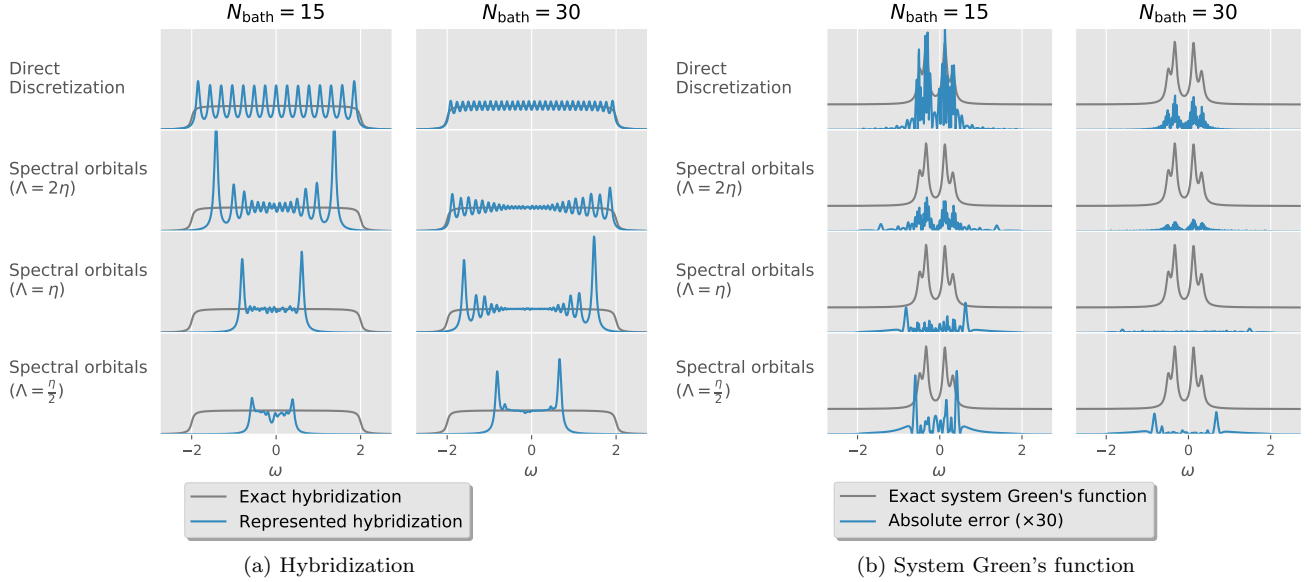 N_bath = 15
N_bath = 30
Direct
Discretization
Spectral orbitals
(Λ = 2η)
Spectral orbitals
(Λ = η)
Spectral orbitals
(Λ = η/2)
−2 0 2
−2 0 2
ω
ω
Exact hybridization
Represented hybridization
(a) Hybridization
N_bath = 15
N_bath = 30
Direct
Discretization
Spectral orbitals
(Λ = 2η)
Spectral orbitals
(Λ = η)
Spectral orbitals
(Λ = η/2)
−2 0 2
−2 0 2
ω
ω
Exact system Green's function
Absolute error (×30)
(b) System Green’s function